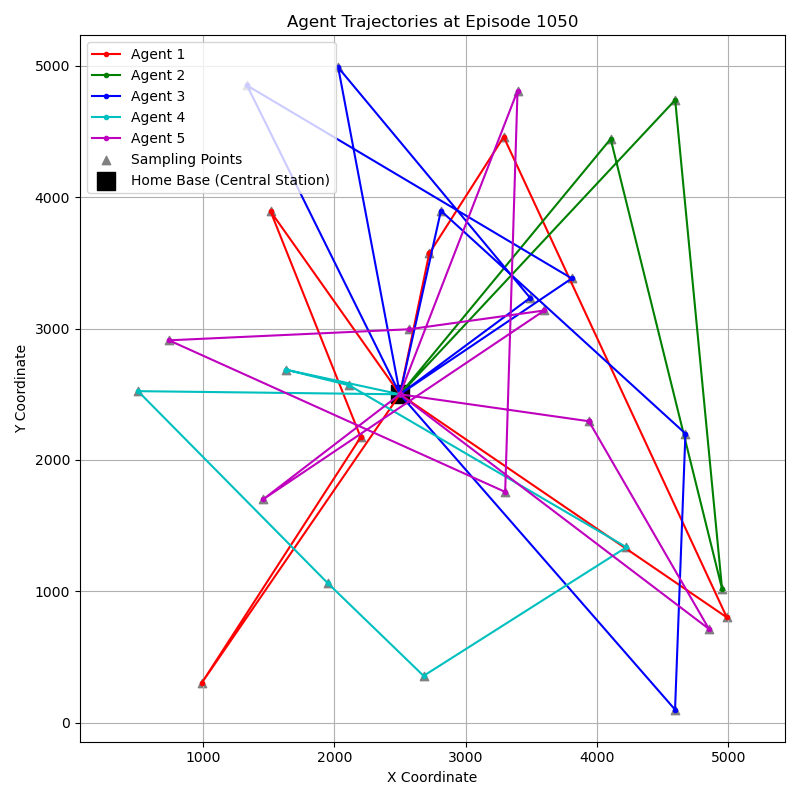 Agent Trajectories at Episode 1050
Agent 1
Agent 2
Agent 3
Agent 4
Agent 5
Sampling Points
Home Base (Central Station)
Y Coordinate
5000
4000
3000
2000
1000
0
1000 2000 3000 4000 5000
X Coordinate